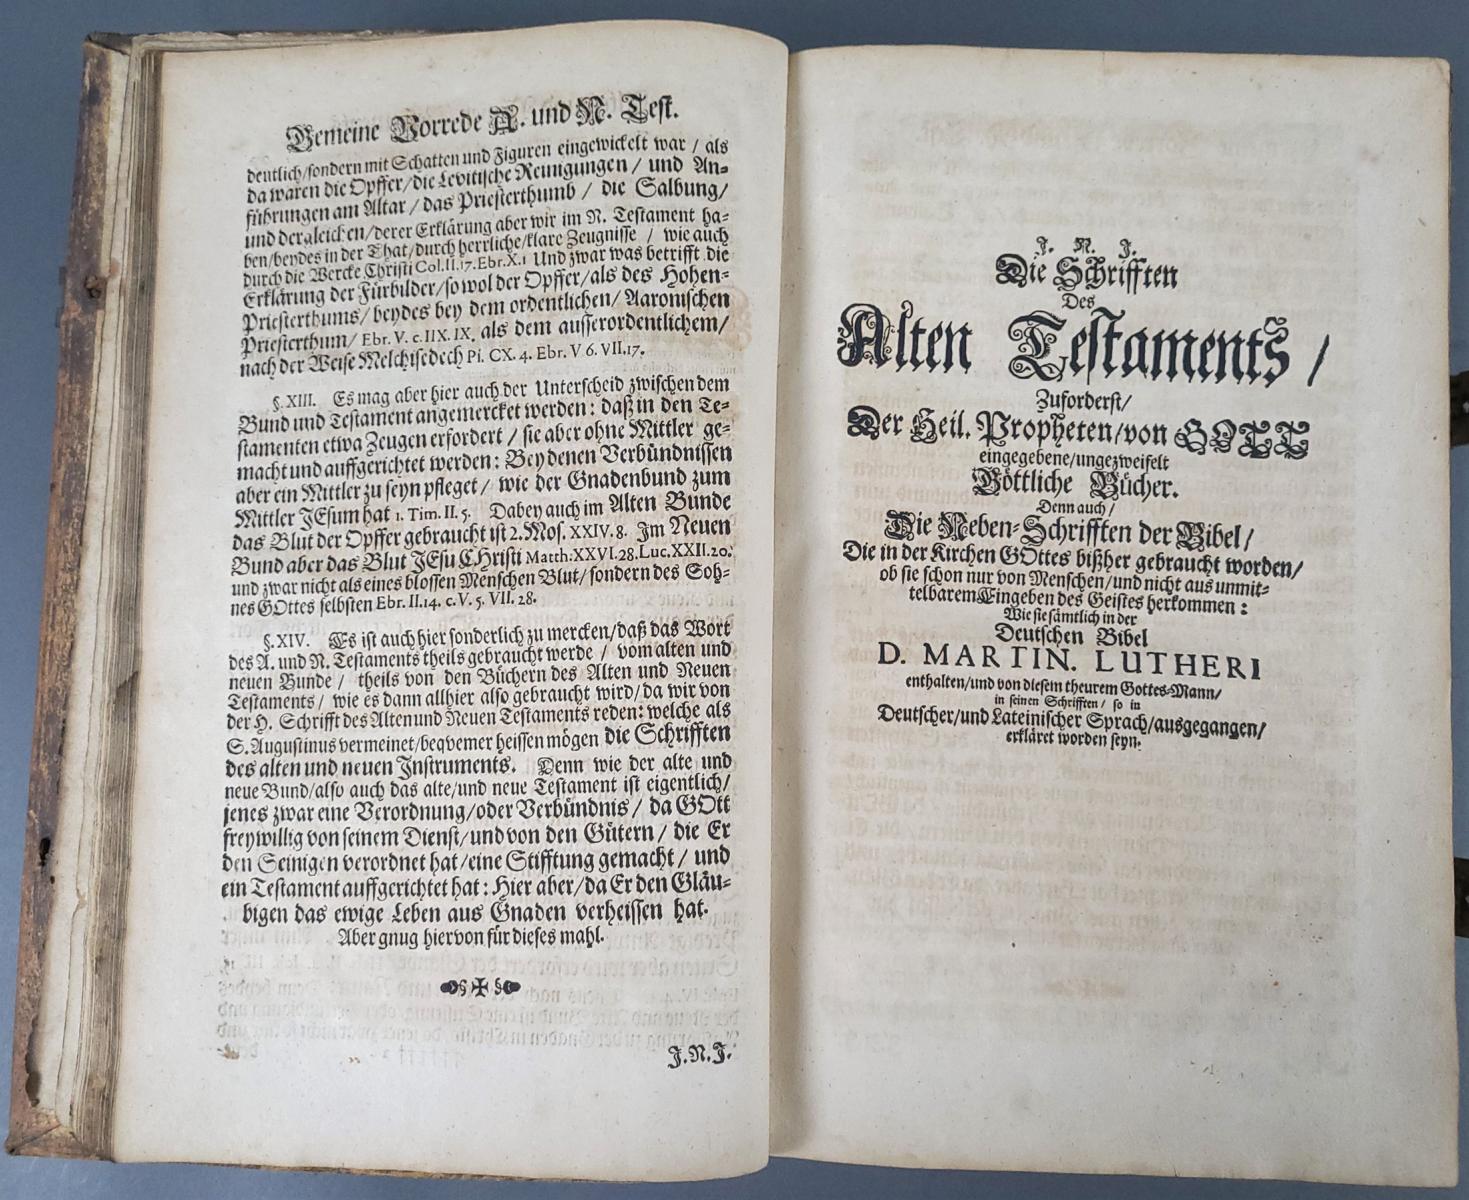 Gemeine Vorrede A. und N. Test.
deutlich/sondern mit Schatten und Figuren eingewickelt war / als
da waren die Opffer/die Levitische Reinigungen / und An-
führungen am Altar / das Priesterthumb / die Salbung/
und dergleichen/derer Erklärung aber wir im N. Testament ha-
ben/beydes in der That/durch herrliche/klare Zeugnisse / wie auch
durch die Wercke Christi Col.II.17.Ebr.X.1 Und zwar was betrifft die
Erklärung der Fürbilder/so wol der Opffer/als des Hohen-
Priesterthums/ beydes bey dem ordentlichen/ Aaronischen
Priesterthum/ Ebr. V. c. IIX. IX. als dem ausserordentlichem/
nach der Weise Melchisedech Ps. CX. 4. Ebr. V 6. VII.17.
§. XIII. Es mag aber hier auch der Unterscheid zwischen dem
Bund und Testament angemercket werden: daß in den Te-
stamenten etwa Zeugen erfordert / sie aber ohne Mittler ge-
macht und auffgerichtet werden: Bey denen Verbündnissen
aber ein Mittler zu seyn pfleget / wie der Gnadenbund zum
Mittler JEsum hat 1. Tim. II. 5. Dabey auch im Alten Bunde
das Blut der Opffer gebraucht ist 2. Mos. XXIV. 8. Im Neuen
Bund aber das Blut JEsu CHristi Matth. XXVI. 28. Luc. XXII. 20.
und zwar nicht als eines blossen Menschen Blut/ sondern des Soh-
nes GOttes selbsten Ebr. II. 14. c. V. 5. VII. 28.
§. XIV. Es ist auch hier sonderlich zu mercken/daß das Wort
des A. und N. Testaments theils gebraucht werde / vom alten und
neuen Bunde / theils von den Büchern des Alten und Neuen
Testaments/ wie es dann allhier also gebraucht wird/da wir von
der H. Schrifft des Alten und Neuen Testaments reden: welche als
S. Augustinus vermeinet/beqvemer heissen mögen die Schrifften
des alten und neuen Instruments. Denn wie der alte und
neue Bund/also auch das alte/und neue Testament ist eigentlich/
jenes zwar eine Verordnung/oder Verbündnis / da GOtt
freywillig von seinem Dienst/und von den Gütern / die Er
den Seinigen verordnet hat/eine Stifftung gemacht / und
ein Testament auffgerichtet hat: Hier aber/da Er den Gläu-
bigen das ewige Leben aus Gnaden verheissen hat.
Aber gnug hiervon für dieses mahl.
J. N. J.
J. N. J.
Die Schrifften
Des
Alten Testaments /
Zuforderst/
Der Heil. Propheten/von GOTT
eingegebene/ungezweifelt
Göttliche Bücher.
Denn auch/
Die Neben-Schrifften der Bibel/
Die in der Kirchen GOttes bißher gebraucht worden/
ob sie schon nur von Menschen/und nicht aus unmit-
telbarem Eingeben des Geistes herkommen:
Wie sie sämtlich in der
Deutschen Bibel
D. MARTIN. LUTHERI
enthalten/und von diesem theurem Gottes-Mann/
in seinen Schrifften/ so in
Deutscher/und Lateinischer Sprach/ausgegangen/
erkläret worden seyn.